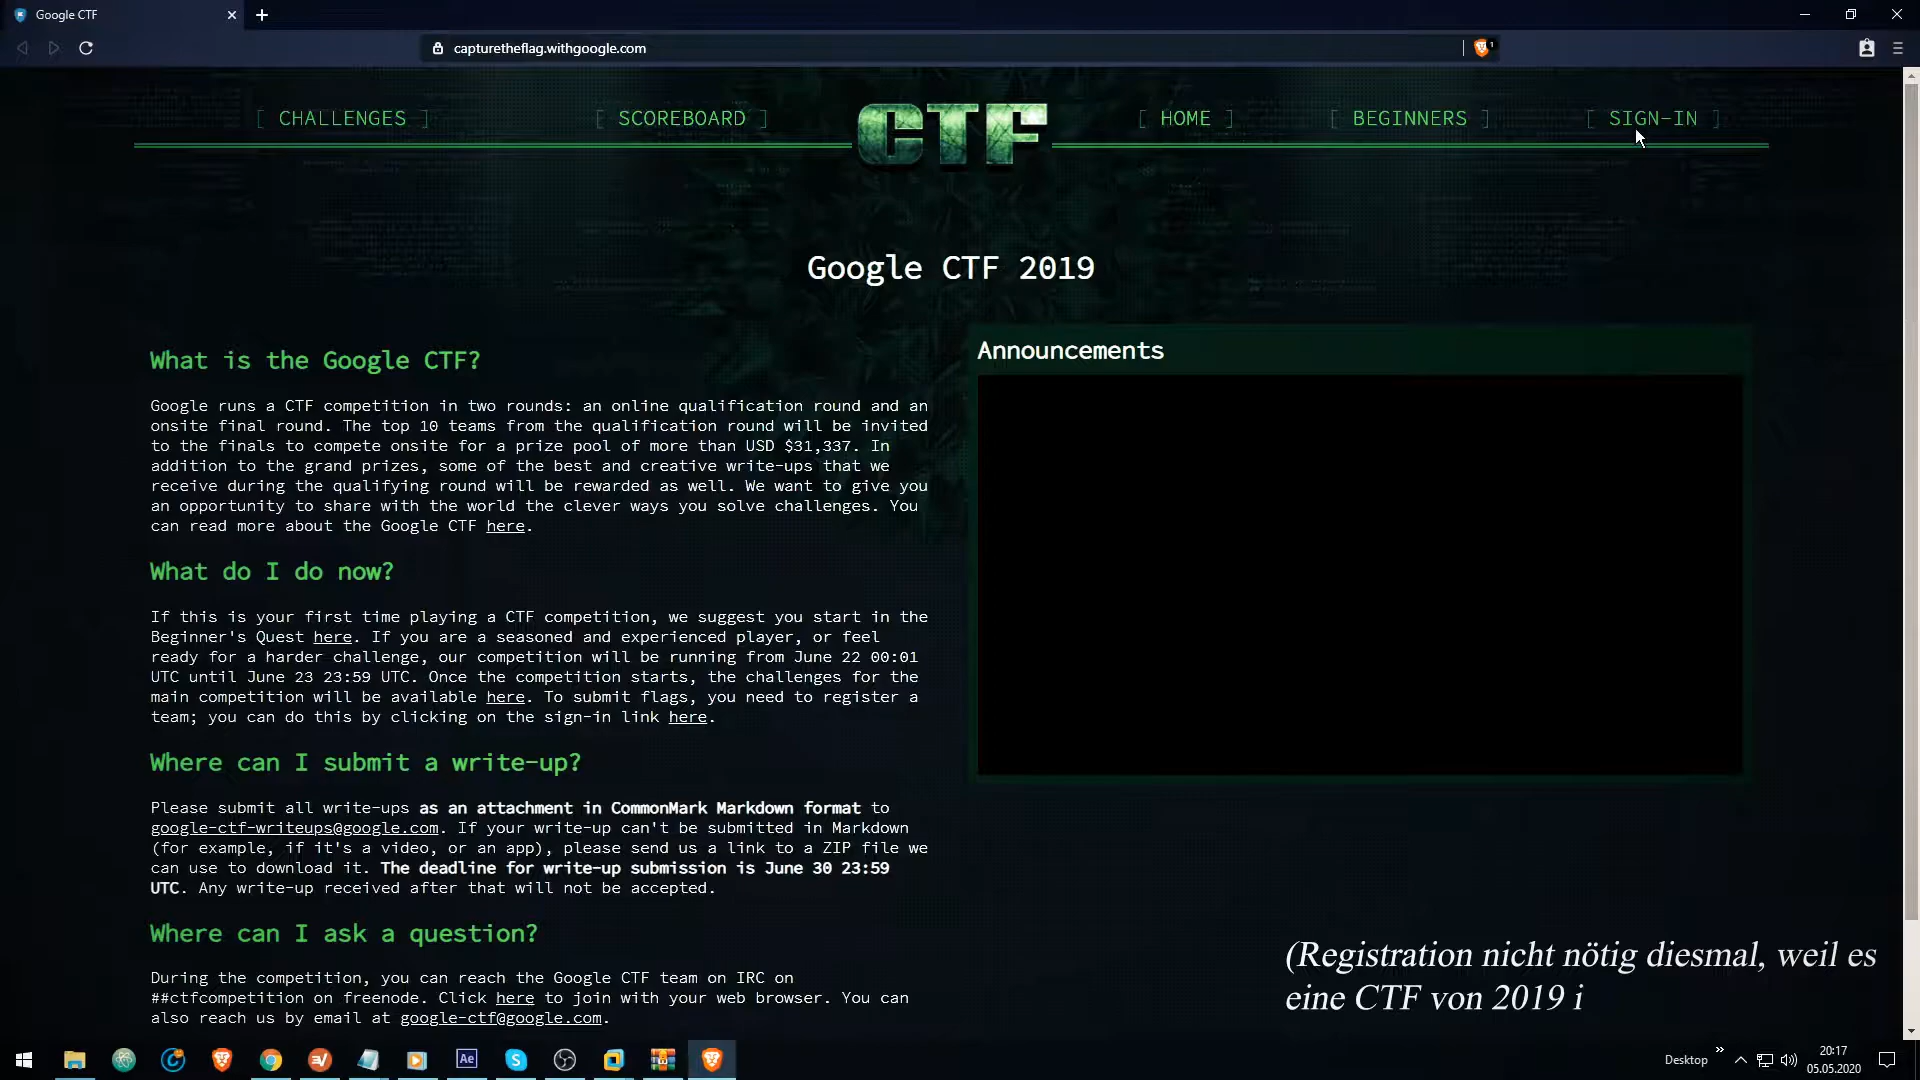 Google CTF
capturetheflag.withgoogle.com
1
[ CHALLENGES ]
[ SCOREBOARD ]
CTF
[ HOME ]
[ BEGINNERS ]
[ SIGN-IN ]
Google CTF 2019
What is the Google CTF?
Google runs a CTF competition in two rounds: an online qualification round and an
onsite final round. The top 10 teams from the qualification round will be invited
to the finals to compete onsite for a prize pool of more than USD $31,337. In
addition to the grand prizes, some of the best and creative write-ups that we
receive during the qualifying round will be rewarded as well. We want to give you
an opportunity to share with the world the clever ways you solve challenges. You
can read more about the Google CTF here.
What do I do now?
If this is your first time playing a CTF competition, we suggest you start in the
Beginner's Quest here. If you are a seasoned and experienced player, or feel
ready for a harder challenge, our competition will be running from June 22 00:01
UTC until June 23 23:59 UTC. Once the competition starts, the challenges for the
main competition will be available here. To submit flags, you need to register a
team; you can do this by clicking on the sign-in link here.
Where can I submit a write-up?
Please submit all write-ups as an attachment in CommonMark Markdown format to
google-ctf-writeups@google.com. If your write-up can't be submitted in Markdown
(for example, if it's a video, or an app), please send us a link to a ZIP file we
can use to download it. The deadline for write-up submission is June 30 23:59
UTC. Any write-up received after that will not be accepted.
Where can I ask a question?
During the competition, you can reach the Google CTF team on IRC on
##ctfcompetition on freenode. Click here to join with your web browser. You can
also reach us by email at google-ctf@google.com.
Announcements
(Registration nicht nötig diesmal, weil es
eine CTF von 2019 i
Ae
Desktop
20:17
05.05.2020